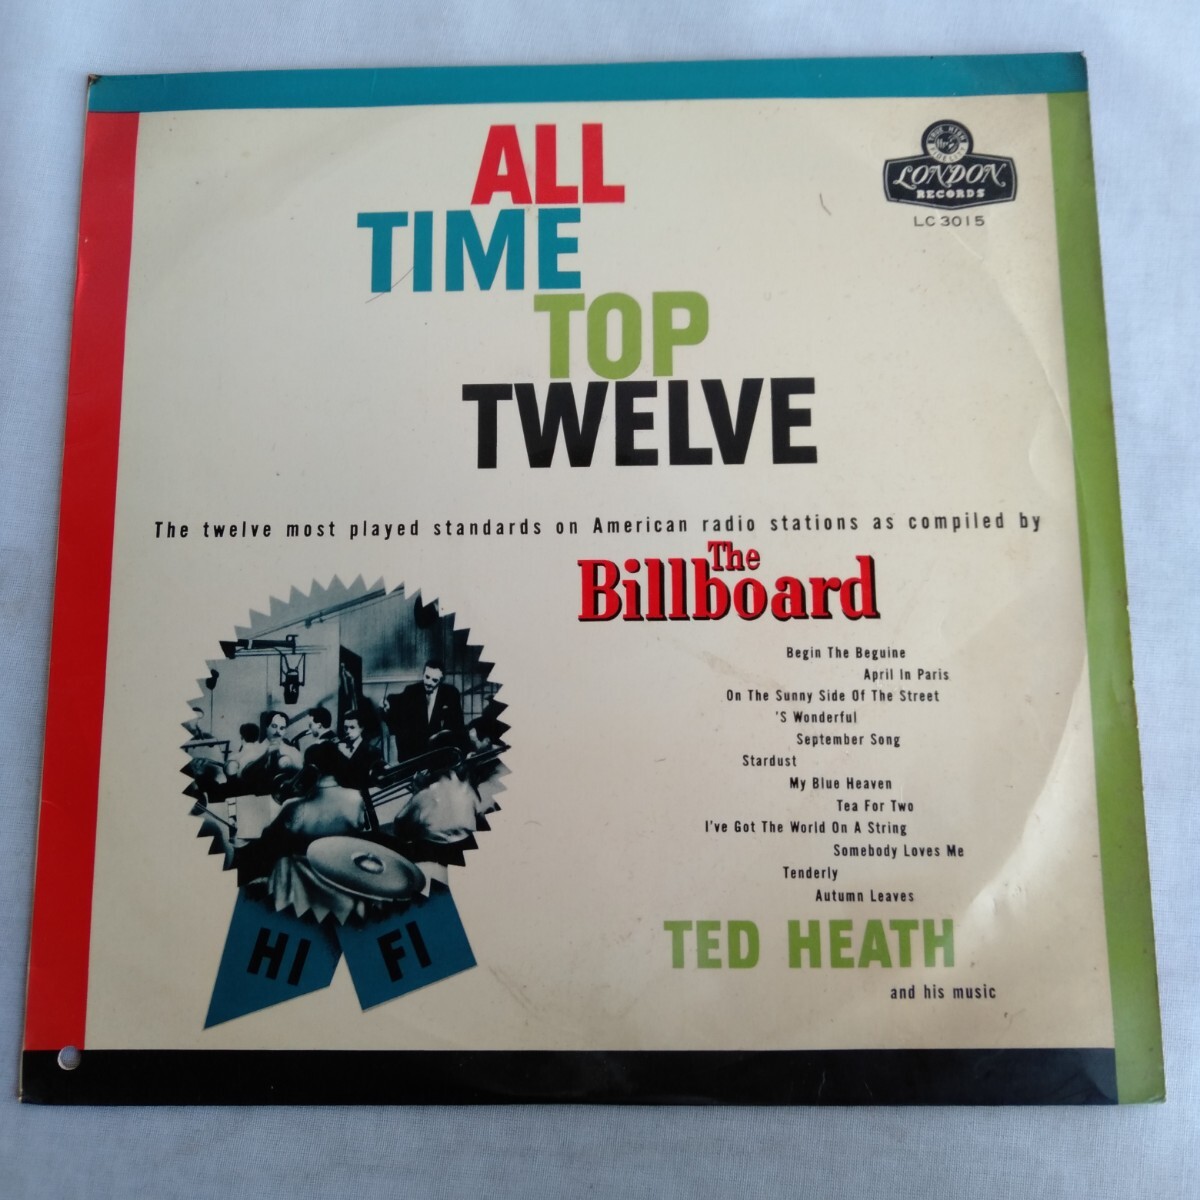 TRUE HIGH
FIDELITY
LONDON
RECORDS
LC 3015
ALL
TIME
TOP
TWELVE
The twelve most played standards on American radio stations as compiled by
The
Billboard
Begin The Beguine
April In Paris
On The Sunny Side Of The Street
'S Wonderful
September Song
Stardust
My Blue Heaven
Tea For Two
I've Got The World On A String
Somebody Loves Me
Tenderly
Autumn Leaves
HI FI
TED HEATH
and his music